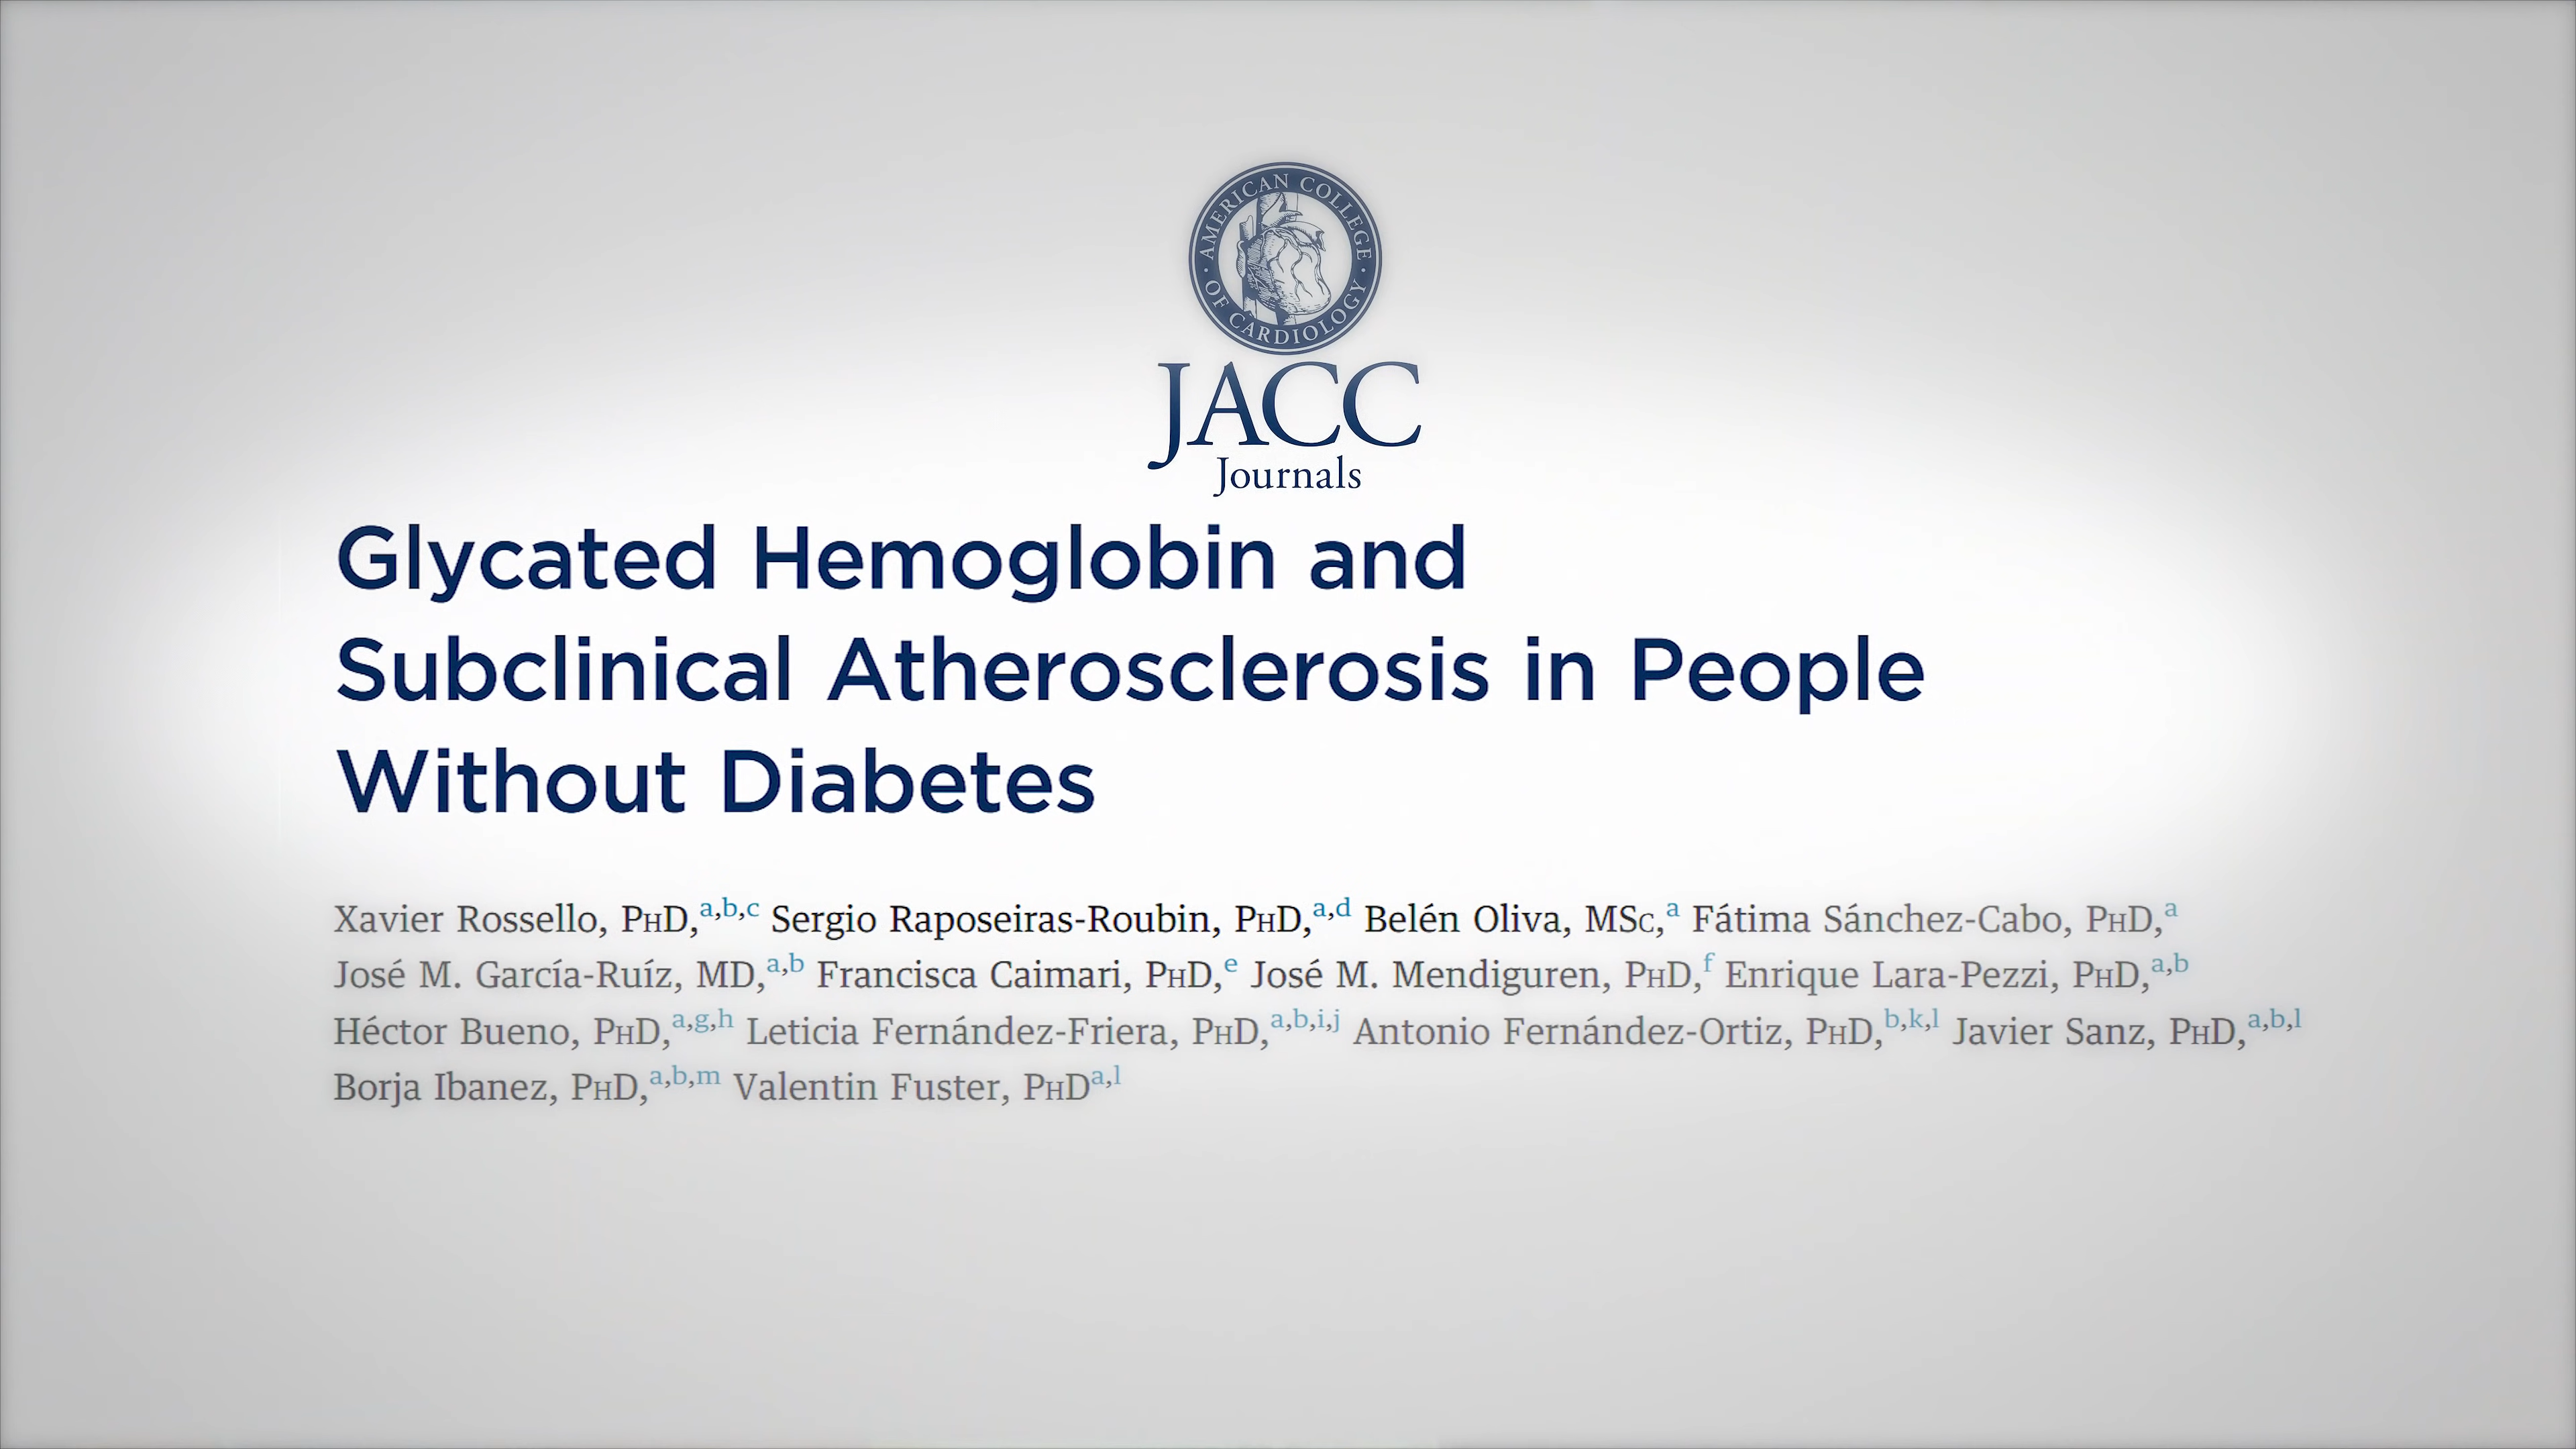 AMERICAN COLLEGE
OF CARDIOLOGY
JACC
Journals
Glycated Hemoglobin and
Subclinical Atherosclerosis in People
Without Diabetes
Xavier Rossello, PhD,a,b,c Sergio Raposeiras-Roubin, PhD,a,d Belén Oliva, MSc,a Fátima Sánchez-Cabo, PhD,a
José M. García-Ruíz, MD,a,b Francisca Caimari, PhD,e José M. Mendiguren, PhD,f Enrique Lara-Pezzi, PhD,a,b
Héctor Bueno, PhD,a,g,h Leticia Fernández-Friera, PhD,a,b,i,j Antonio Fernández-Ortiz, PhD,b,k,l Javier Sanz, PhD,a,b,l
Borja Ibanez, PhD,a,b,m Valentin Fuster, PhDa,l